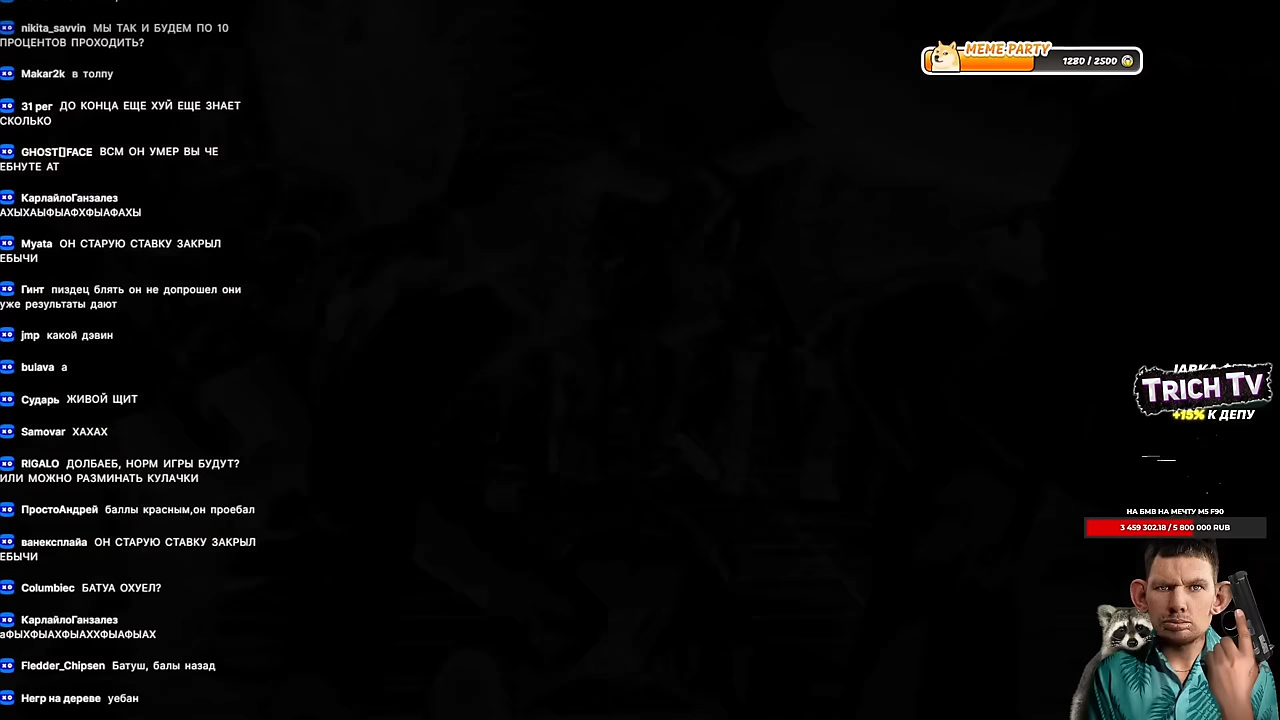 nikita_savvin МЫ ТАК И БУДЕМ ПО 10
ПРОЦЕНТОВ ПРОХОДИТЬ?
Makar2k в толпу
31 рег ДО КОНЦА ЕЩЕ ХУЙ ЕЩЕ ЗНАЕТ
СКОЛЬКО
GHOST[]FACE ВСМ ОН УМЕР ВЫ ЧЕ
ЕБНУТЕ АТ
КарлайлоГанзалез
АХЫХАЫФЫАФХФЫАФАХЫ
Myata ОН СТАРУЮ СТАВКУ ЗАКРЫЛ
ЕБЫЧИ
Гинт пиздец блять он не допрошел они
уже результаты дают
jmp какой дэвин
bulava а
Сударь ЖИВОЙ ЩИТ
Samovar ХАХАХ
RIGALO ДОЛБАЕБ, НОРМ ИГРЫ БУДУТ?
ИЛИ МОЖНО РАЗМИНАТЬ КУЛАЧКИ
ПростоАндрей баллы красным,он проебал
ванексплайа ОН СТАРУЮ СТАВКУ ЗАКРЫЛ
ЕБЫЧИ
Columbiec БАТУА ОХУЕЛ?
КарлайлоГанзалез
аФЫХФЫАХФЫАХХФЫАФЫАХ
Fledder_Chipsen Батуш, балы назад
Негр на дереве уебан
MEME PARTY
1280 / 2500
TRICH TV
+15% К ДЕПУ
НА БМВ НА МЕЧТУ M5 F90
3 459 302.18 / 5 800 000 RUB